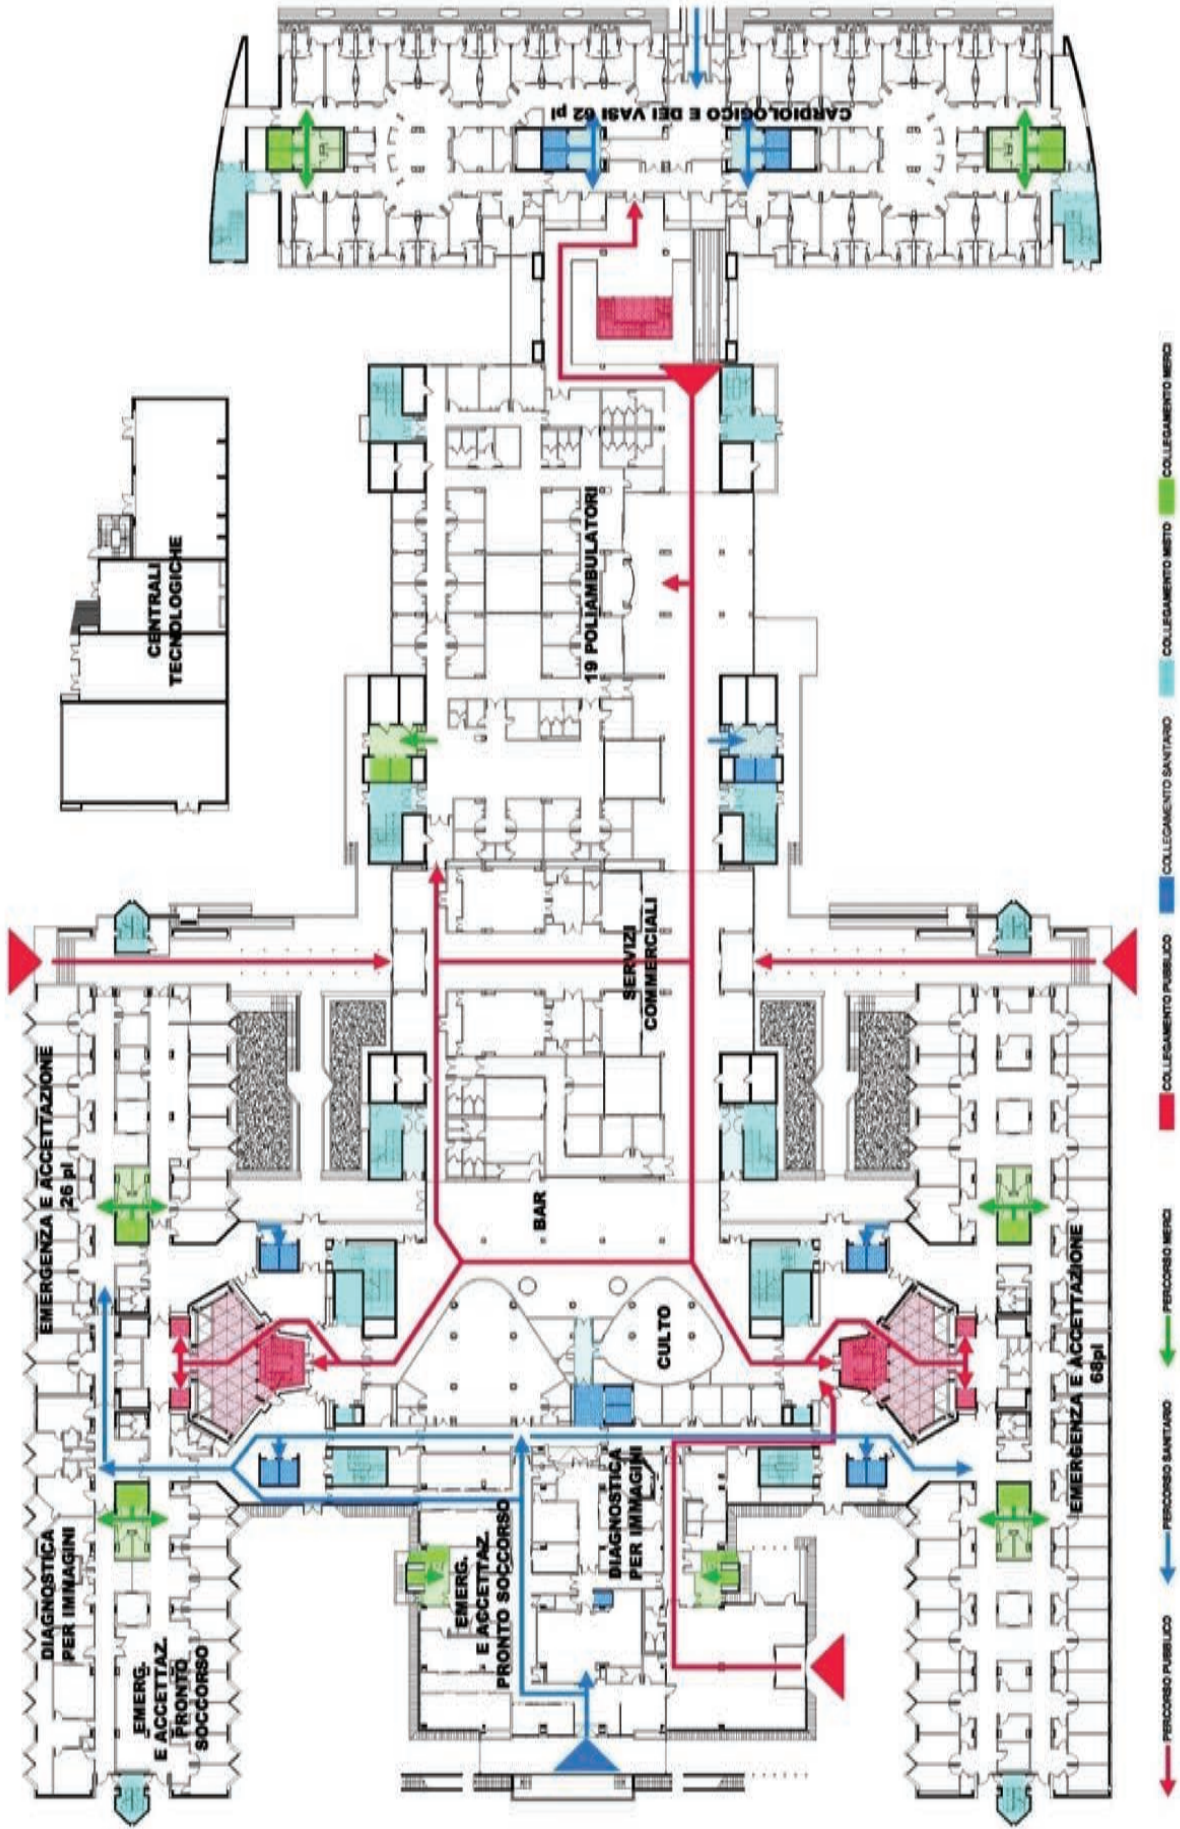 CARDIOLOGICO E DEI VASI 62 pl
CENTRALI
TECNOLOGICHE
19 POLIAMBULATORI
SERVIZI
COMMERCIALI
EMERGENZA E ACCETTAZIONE
26 pl
BAR
CULTO
EMERGENZA E ACCETTAZIONE
68pl
DIAGNOSTICA
PER IMMAGINI
EMERG.
E ACCETTAZ.
PRONTO
SOCCORSO
EMERG.
E ACCETTAZ.
PRONTO SOCCORSO
DIAGNOSTICA
PER IMMAGINI
PERCORSO PUBBLICO
PERCORSO SANITARIO
PERCORSO MERCI
COLLEGAMENTO PUBBLICO
COLLEGAMENTO SANITARIO
COLLEGAMENTO MISTO
COLLEGAMENTO MERCI